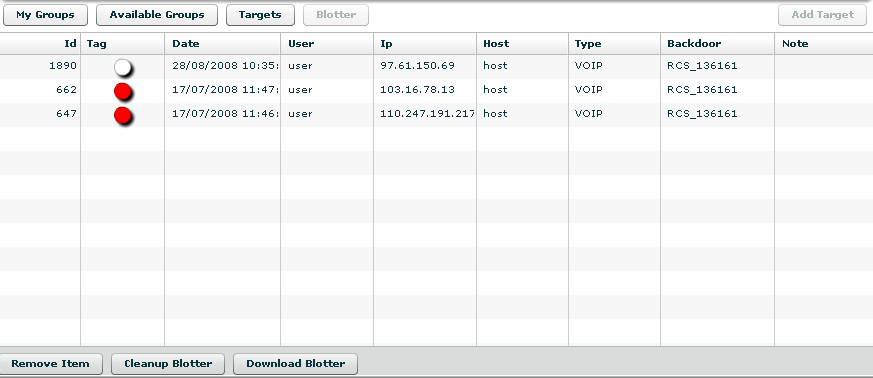 My Groups Available Groups Targets Blotter Add Target
Id Tag Date User Ip Host Type Backdoor Note
1890 28/08/2008 10:35: user 97.61.150.69 host VOIP RCS_136161
662 17/07/2008 11:47: user 103.16.78.13 host VOIP RCS_136161
647 17/07/2008 11:46: user 110.247.191.217 host VOIP RCS_136161
Remove Item Cleanup Blotter Download Blotter